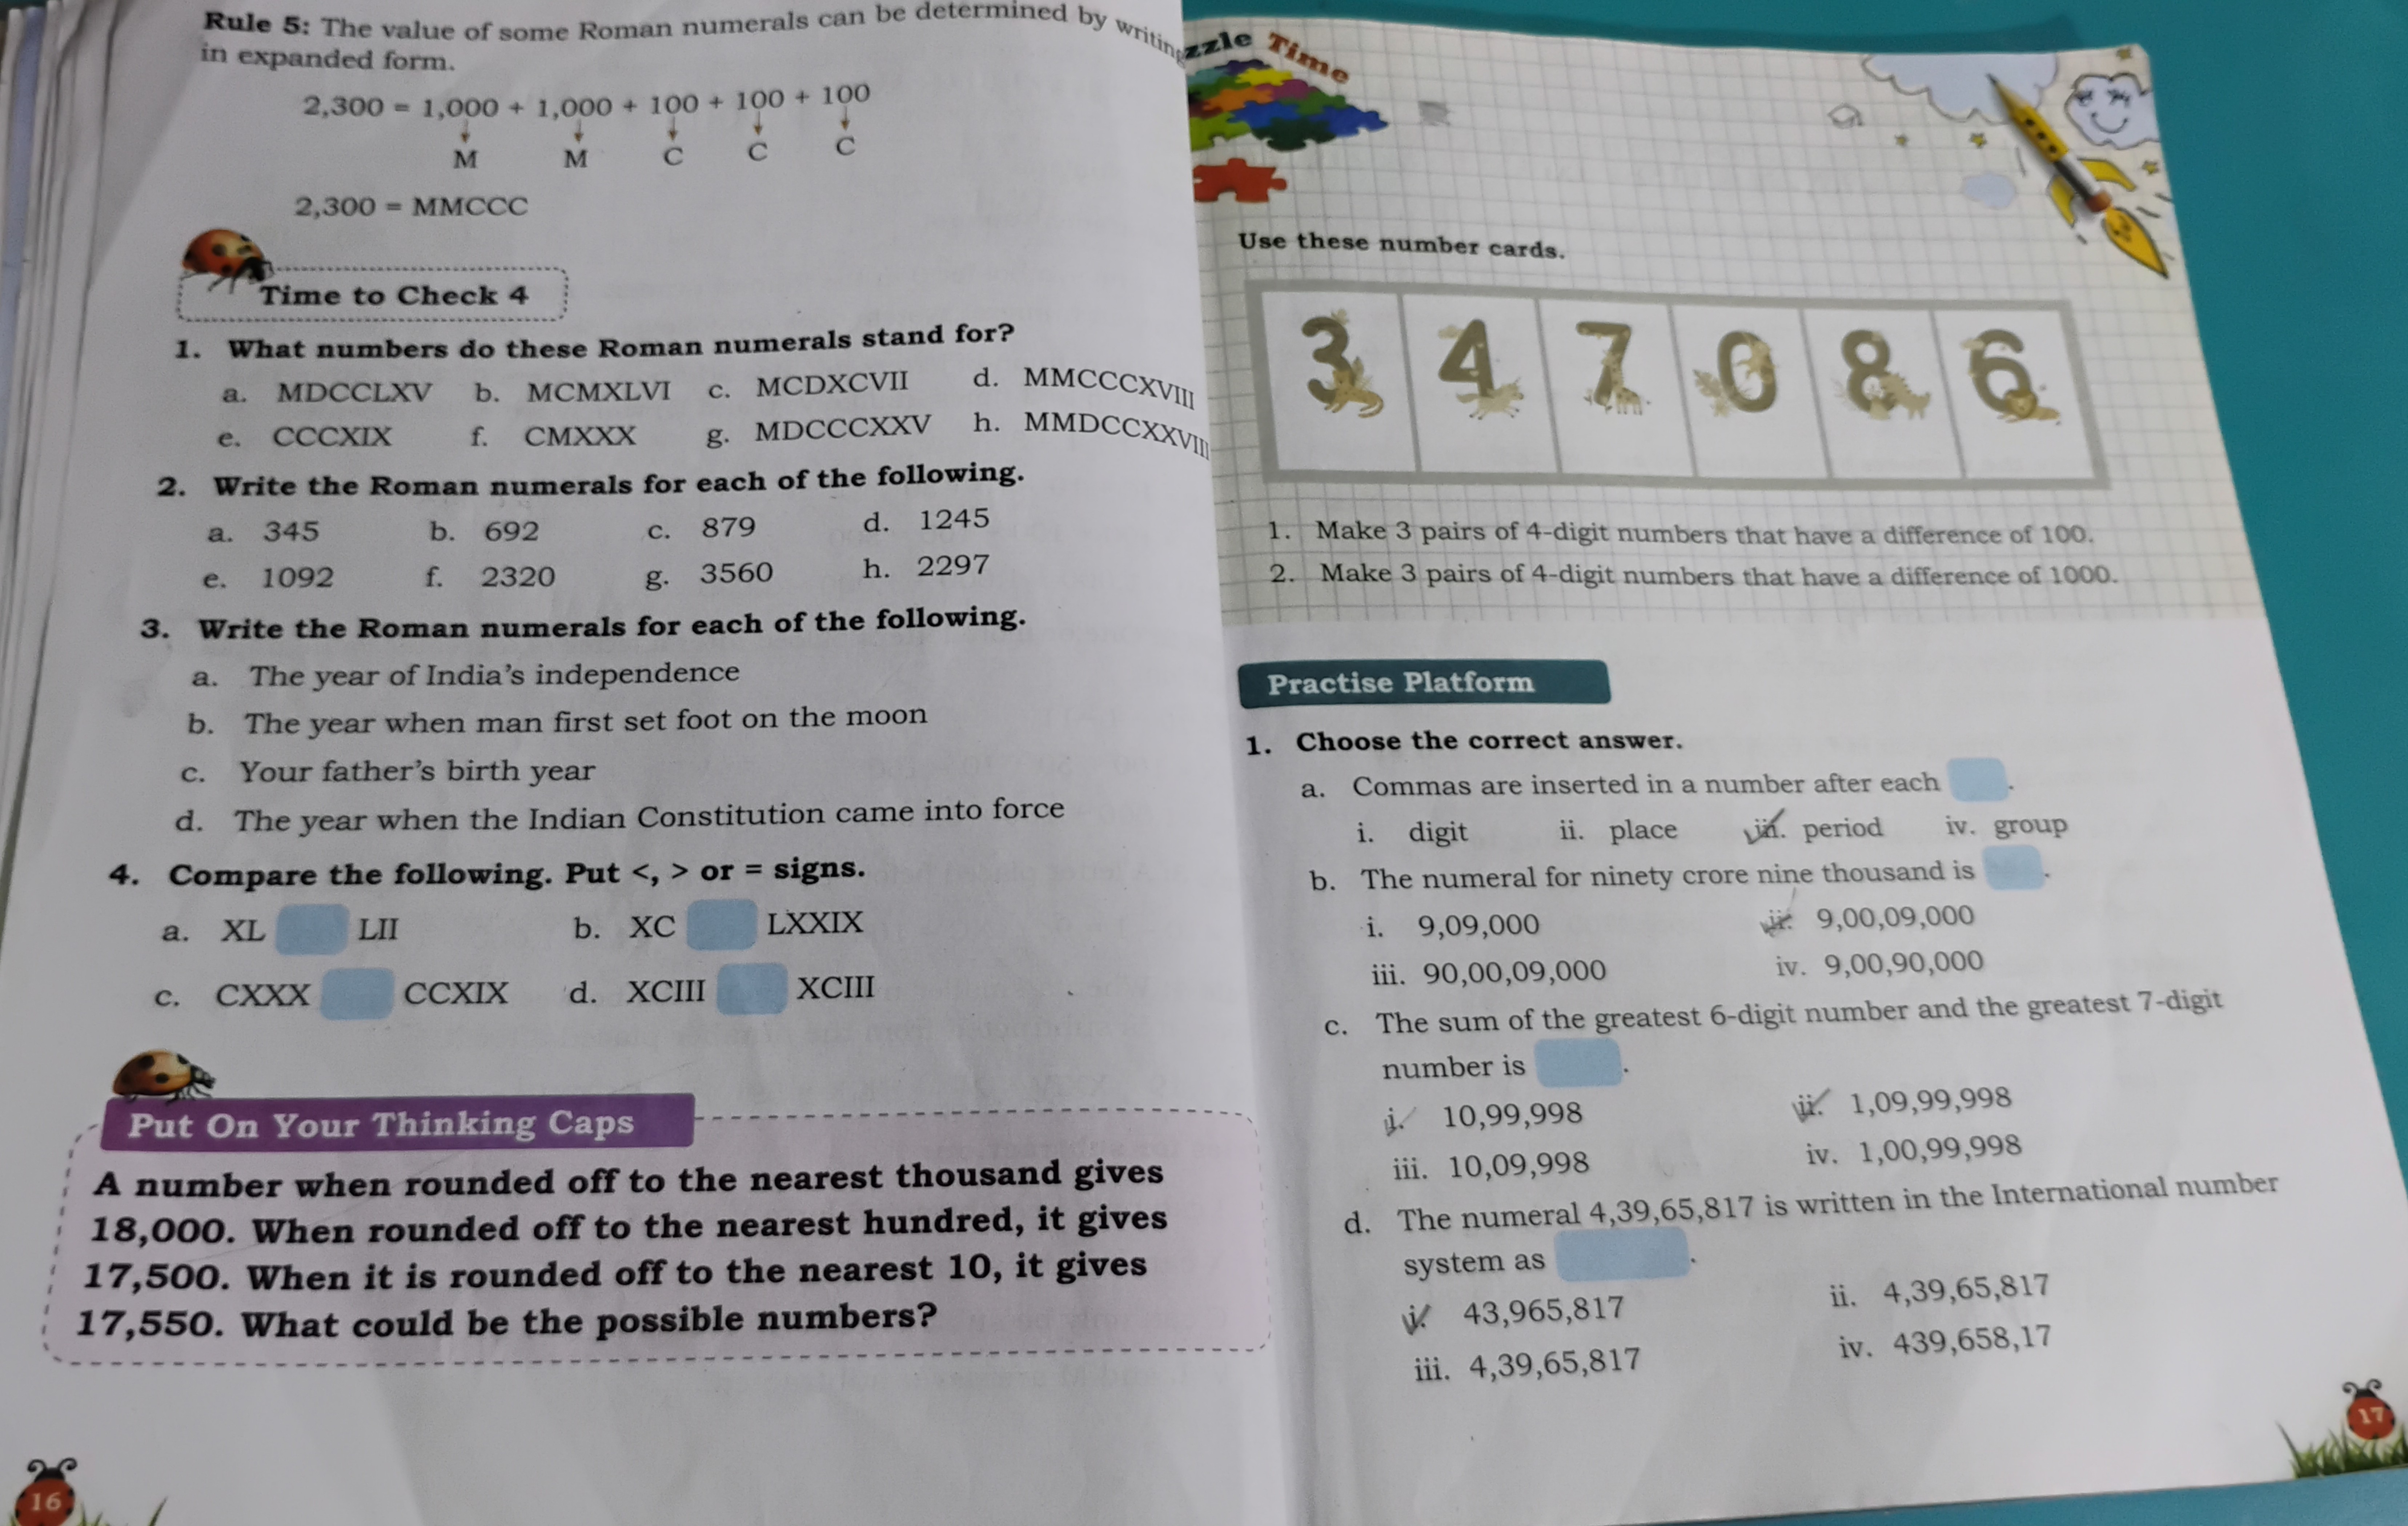 Rule 5: The value of some Roman numerals can be determined by writing
in expanded form.
2,300 = 1,000 + 1,000 + 100 + 100 + 100
M M C C C
2,300 = MMCCC
Time to Check 4
1. What numbers do these Roman numerals stand for?
a. MDCCLXV b. MCMXLVI c. MCDXCVII d. MMCCCXVIII
e. CCCXIX f. CMXXX g. MDCCCXXV h. MMDCCXXVIII
2. Write the Roman numerals for each of the following.
a. 345 b. 692 c. 879 d. 1245
e. 1092 f. 2320 g. 3560 h. 2297
3. Write the Roman numerals for each of the following.
a. The year of India's independence
b. The year when man first set foot on the moon
c. Your father's birth year
d. The year when the Indian Constitution came into force
4. Compare the following. Put <, > or = signs.
a. XL LII b. XC LXXIX
c. CXXX CCXIX d. XCIII XCIII
Put On Your Thinking Caps
A number when rounded off to the nearest thousand gives
18,000. When rounded off to the nearest hundred, it gives
17,500. When it is rounded off to the nearest 10, it gives
17,550. What could be the possible numbers?
16
zzle Time
Use these number cards.
3 4 7 0 8 6
1. Make 3 pairs of 4-digit numbers that have a difference of 100.
2. Make 3 pairs of 4-digit numbers that have a difference of 1000.
Practise Platform
1. Choose the correct answer.
a. Commas are inserted in a number after each .
i. digit ii. place iii. period iv. group
b. The numeral for ninety crore nine thousand is .
i. 9,09,000 ii. 9,00,09,000
iii. 90,00,09,000 iv. 9,00,90,000
c. The sum of the greatest 6-digit number and the greatest 7-digit
number is .
i. 10,99,998 ii. 1,09,99,998
iii. 10,09,998 iv. 1,00,99,998
d. The numeral 4,39,65,817 is written in the International number
system as .
i. 43,965,817 ii. 4,39,65,817
iii. 4,39,65,817 iv. 439,658,17
17